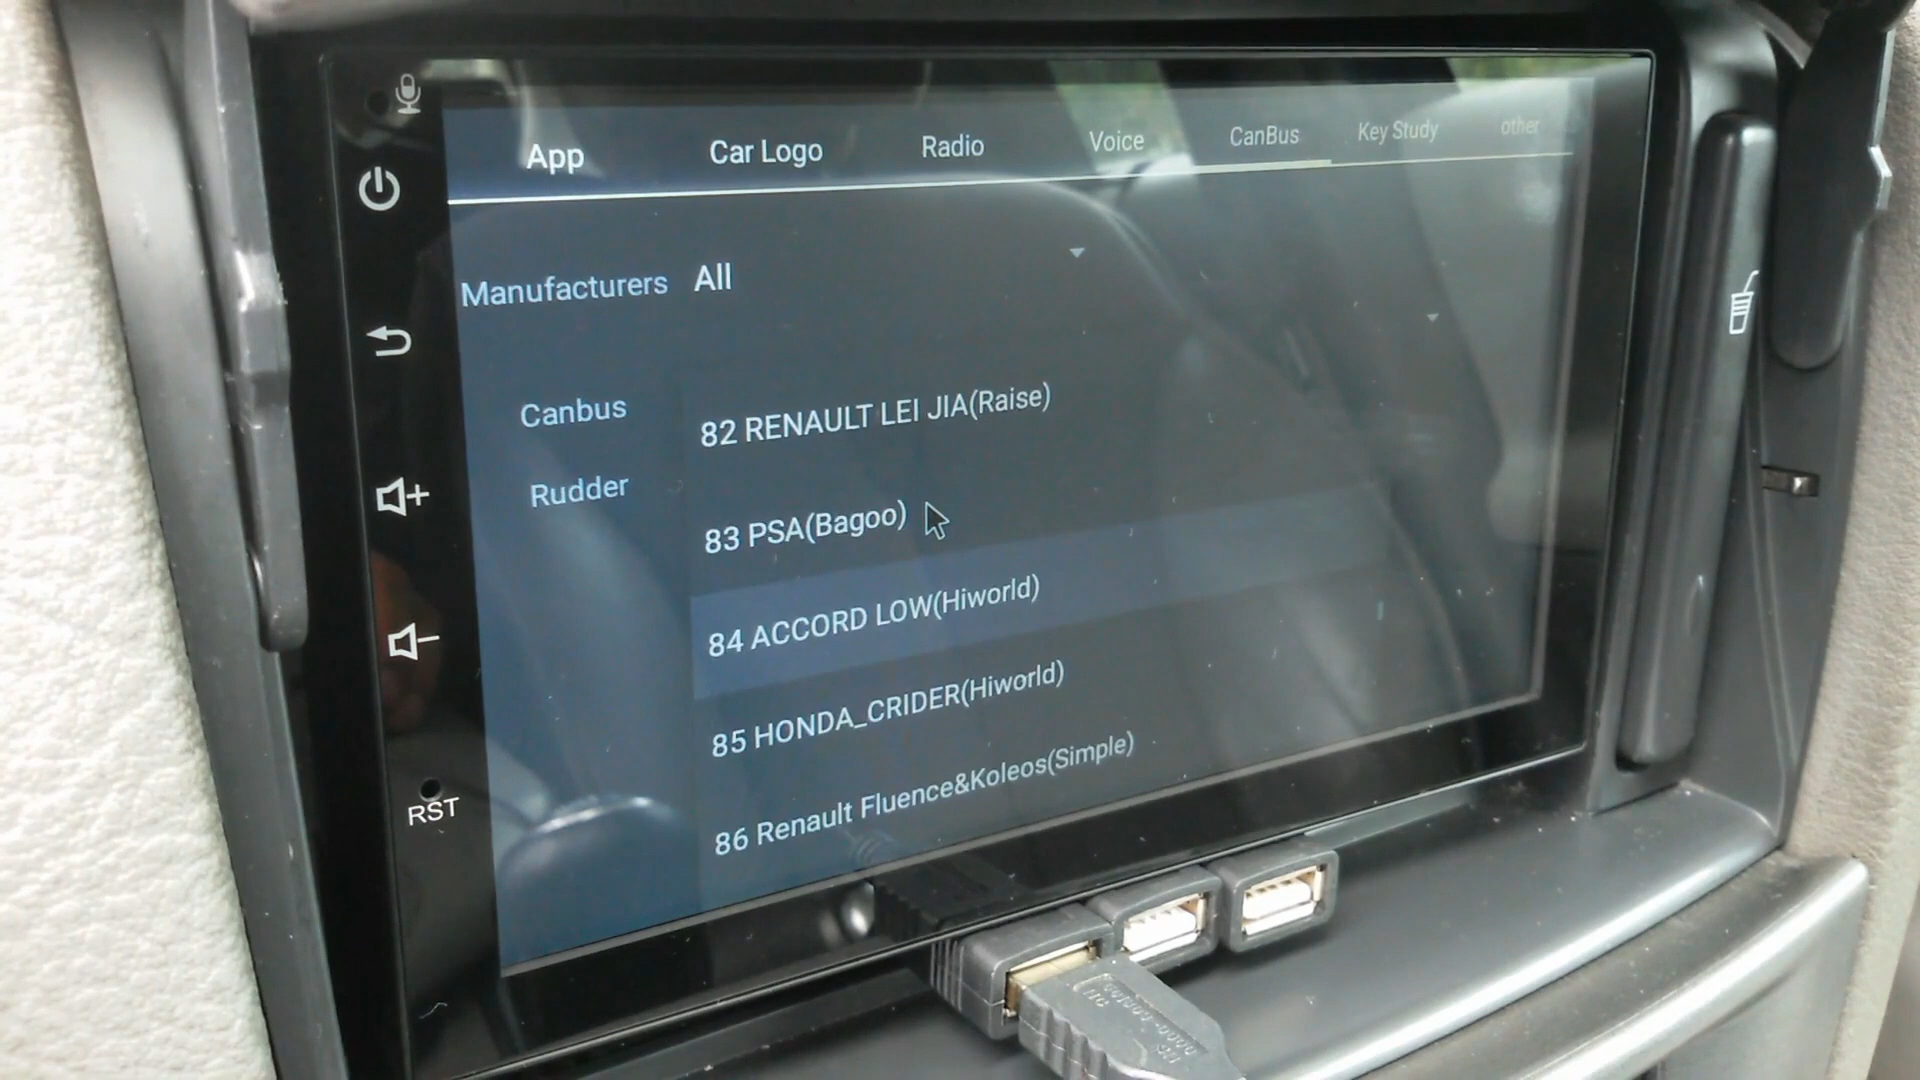 App Car Logo Radio Voice CanBus Key Study other
Manufacturers All
Canbus
Rudder
82 RENAULT LEI JIA(Raise)
83 PSA(Bagoo)
84 ACCORD LOW(Hiworld)
85 HONDA_CRIDER(Hiworld)
86 Renault Fluence&Koleos(Simple)
RST